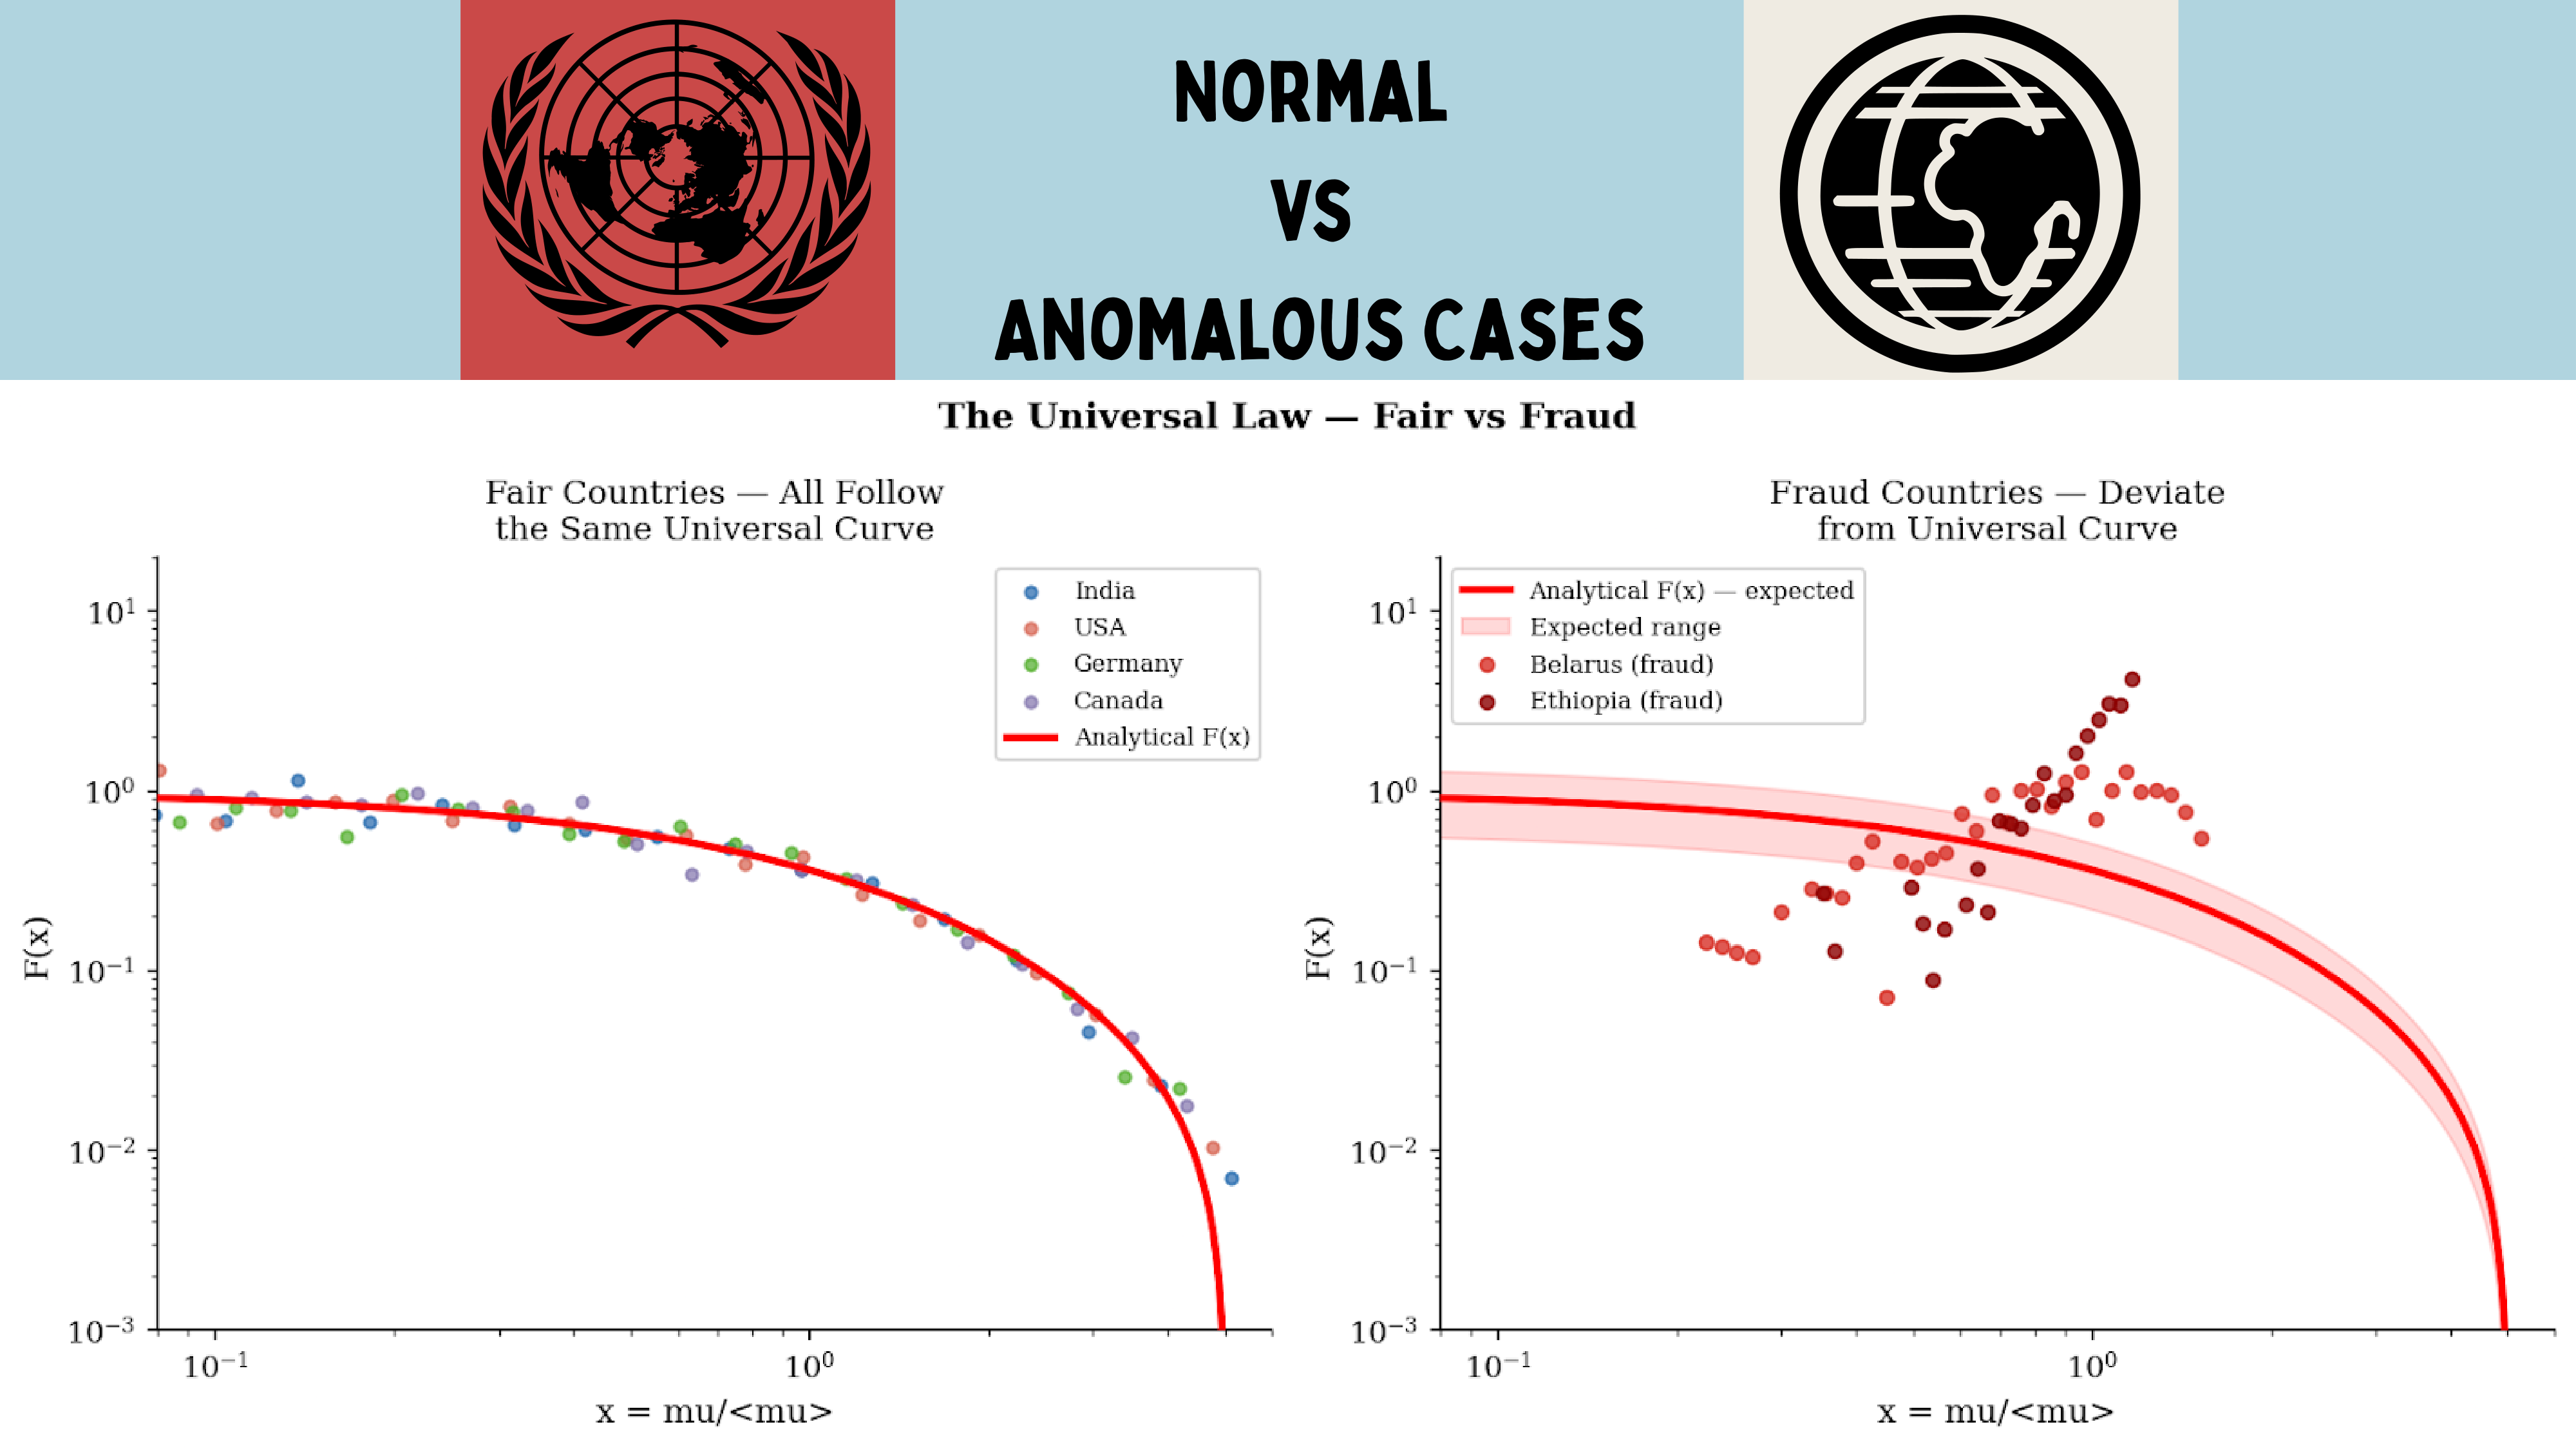 NORMAL
VS
ANOMALOUS CASES
The Universal Law — Fair vs Fraud
Fair Countries — All Follow
the Same Universal Curve
10¹
10⁰
10⁻¹
10⁻²
10⁻³
F(x)
India
USA
Germany
Canada
Analytical F(x)
10⁻¹
10⁰
x = mu/<mu>
Fraud Countries — Deviate
from Universal Curve
10¹
10⁰
10⁻¹
10⁻²
10⁻³
F(x)
Analytical F(x) — expected
Expected range
Belarus (fraud)
Ethiopia (fraud)
10⁻¹
10⁰
x = mu/<mu>